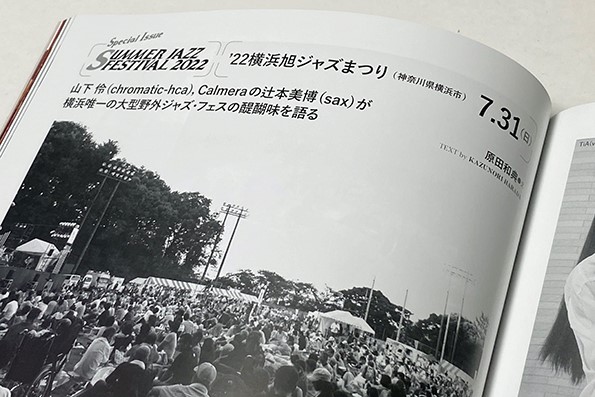 Special Issue
SUMMER JAZZ
FESTIVAL 2022
'22横浜旭ジャズまつり(神奈川県横浜市)
7.31(日)
山下 伶(chromatic-hca), Calmeraの辻本美博(sax)が
横浜唯一の大型野外ジャズ・フェスの醍醐味を語る
原田和典
TEXT by KAZUNORI HARADA